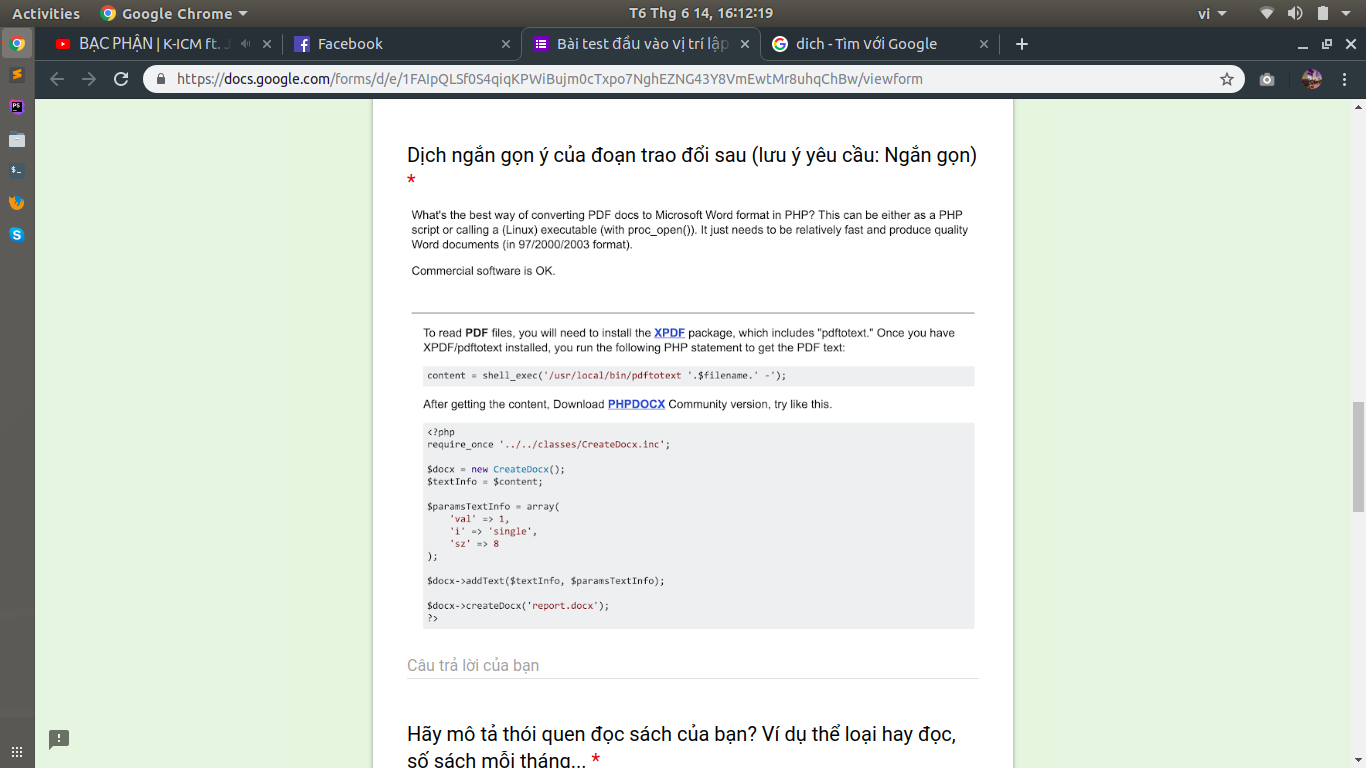 Activities Google Chrome T6 Thg 6 14, 16:12:19 vi
BẠC PHẬN | K-ICM ft. J Facebook Bài test đầu vào vị trí lập dich - Tìm với Google
https://docs.google.com/forms/d/e/1FAIpQLSf0S4qiqKPWiBujm0cTxpo7NghEZNG43Y8VmEwtMr8uhqChBw/viewform
Dịch ngắn gọn ý của đoạn trao đổi sau (lưu ý yêu cầu: Ngắn gọn)
*
What's the best way of converting PDF docs to Microsoft Word format in PHP? This can be either as a PHP
script or calling a (Linux) executable (with proc_open()). It just needs to be relatively fast and produce quality
Word documents (in 97/2000/2003 format).
Commercial software is OK.
To read PDF files, you will need to install the XPDF package, which includes "pdftotext." Once you have
XPDF/pdftotext installed, you run the following PHP statement to get the PDF text:
content = shell_exec('/usr/local/bin/pdftotext '.$filename.' -');
After getting the content, Download PHPDOCX Community version, try like this.
<?php
require_once '../../classes/CreateDocx.inc';
$docx = new CreateDocx();
$textInfo = $content;
$paramsTextInfo = array(
'val' => 1,
'i' => 'single',
'sz' => 8
);
$docx->addText($textInfo, $paramsTextInfo);
$docx->createDocx('report.docx');
?>
Câu trả lời của bạn
Hãy mô tả thói quen đọc sách của bạn? Ví dụ thể loại hay đọc,
số sách mỗi tháng... *